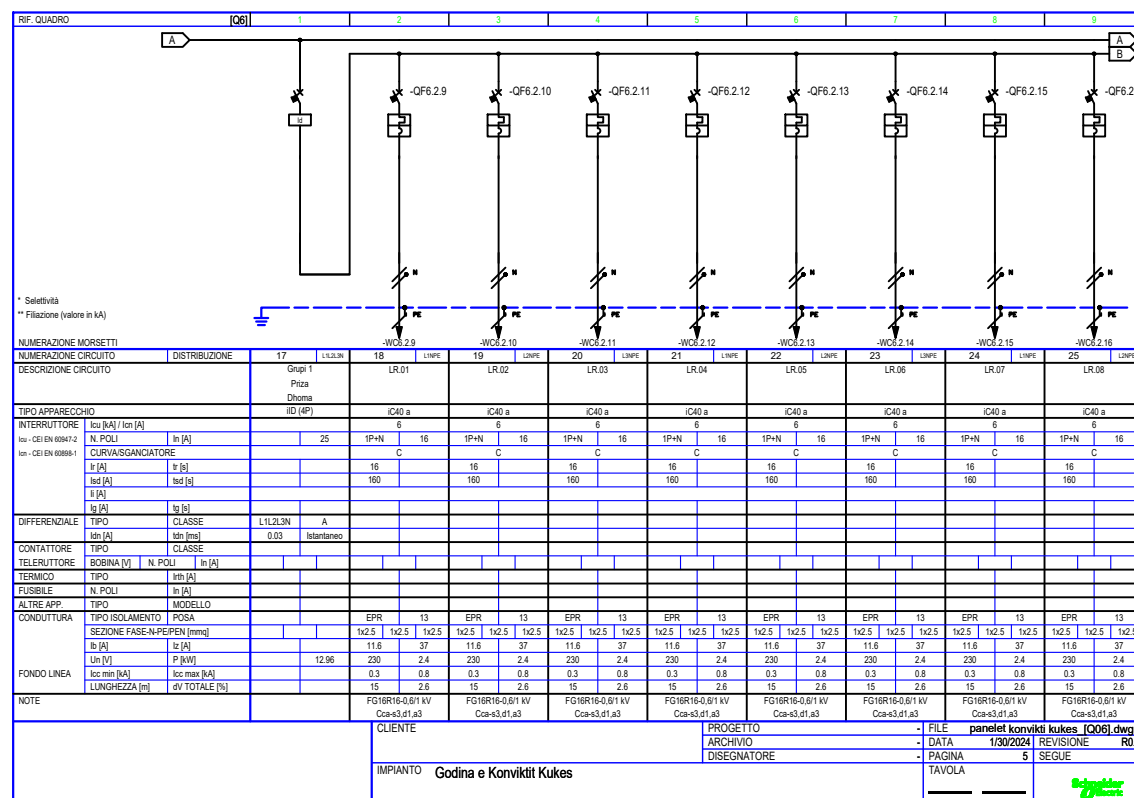 RIF. QUADRO [Q6] 1 2 3 4 5 6 7 8 9
A A
B
-QF6.2.9 -QF6.2.10 -QF6.2.11 -QF6.2.12 -QF6.2.13 -QF6.2.14 -QF6.2.15 -QF6.2
Id
N N N N N N N N
* Selettività
** Filiazione (valore in kA)
PE PE PE PE PE PE PE PE
NUMERAZIONE MORSETTI -WC6.2.9 -WC6.2.10 -WC6.2.11 -WC6.2.12 -WC6.2.13 -WC6.2.14 -WC6.2.15 -WC6.2.16
NUMERAZIONE CIRCUITO DISTRIBUZIONE 17 L1L2L3N 18 L1NPE 19 L2NPE 20 L3NPE 21 L1NPE 22 L2NPE 23 L3NPE 24 L1NPE 25 L2NPE
DESCRIZIONE CIRCUITO Grupi 1 LR.01 LR.02 LR.03 LR.04 LR.05 LR.06 LR.07 LR.08
Priza
Dhoma
TIPO APPARECCHIO iID (4P) iC40 a iC40 a iC40 a iC40 a iC40 a iC40 a iC40 a iC40 a
INTERRUTTORE Icu [kA] / Icn [A] 6 6 6 6 6 6 6 6
Icu - CEI EN 60947-2 N. POLI In [A] 25 1P+N 16 1P+N 16 1P+N 16 1P+N 16 1P+N 16 1P+N 16 1P+N 16 1P+N 16
Icn - CEI EN 60898-1 CURVA/SGANCIATORE C C C C C C C C
Ir [A] tr [s] 16 16 16 16 16 16 16 16
Isd [A] tsd [s] 160 160 160 160 160 160 160 160
Ii [A]
Ig [A] tg [s]
DIFFERENZIALE TIPO CLASSE L1L2L3N A
Idn [A] tdn [ms] 0.03 Istantaneo
CONTATTORE TIPO CLASSE
TELERUTTORE BOBINA [V] N. POLI In [A]
TERMICO TIPO Irth [A]
FUSIBILE N. POLI In [A]
ALTRE APP. TIPO MODELLO
CONDUTTURA TIPO ISOLAMENTO POSA EPR 13 EPR 13 EPR 13 EPR 13 EPR 13 EPR 13 EPR 13 EPR 13
SEZIONE FASE-N-PE/PEN [mmq] 1x2.5 1x2.5 1x2.5 1x2.5 1x2.5 1x2.5 1x2.5 1x2.5 1x2.5 1x2.5 1x2.5 1x2.5 1x2.5 1x2.5 1x2.5 1x2.5 1x2.5 1x2.5 1x2.5 1x2.5 1x2.5 1x2.5 1x2.5 1x2.5
Ib [A] Iz [A] 11.6 37 11.6 37 11.6 37 11.6 37 11.6 37 11.6 37 11.6 37 11.6 37
Un [V] P [kW] 12.96 230 2.4 230 2.4 230 2.4 230 2.4 230 2.4 230 2.4 230 2.4 230 2.4
FONDO LINEA Icc min [kA] Icc max [kA] 0.3 0.8 0.3 0.8 0.3 0.8 0.3 0.8 0.3 0.8 0.3 0.8 0.3 0.8 0.3 0.8
LUNGHEZZA [m] dV TOTALE [%] 15 2.6 15 2.6 15 2.6 15 2.6 15 2.6 15 2.6 15 2.6 15 2.6
NOTE FG16R16-0,6/1 kV FG16R16-0,6/1 kV FG16R16-0,6/1 kV FG16R16-0,6/1 kV FG16R16-0,6/1 kV FG16R16-0,6/1 kV FG16R16-0,6/1 kV FG16R16-0,6/1 kV
Cca-s3,d1,a3 Cca-s3,d1,a3 Cca-s3,d1,a3 Cca-s3,d1,a3 Cca-s3,d1,a3 Cca-s3,d1,a3 Cca-s3,d1,a3 Cca-s3,d1,a3
CLIENTE PROGETTO - FILE panelet konvikti kukes_[Q06].dwg
ARCHIVIO - DATA 1/30/2024 REVISIONE R0
DISEGNATORE - PAGINA 5 SEGUE
IMPIANTO Godina e Konviktit Kukes TAVOLA
Schneider
Electric